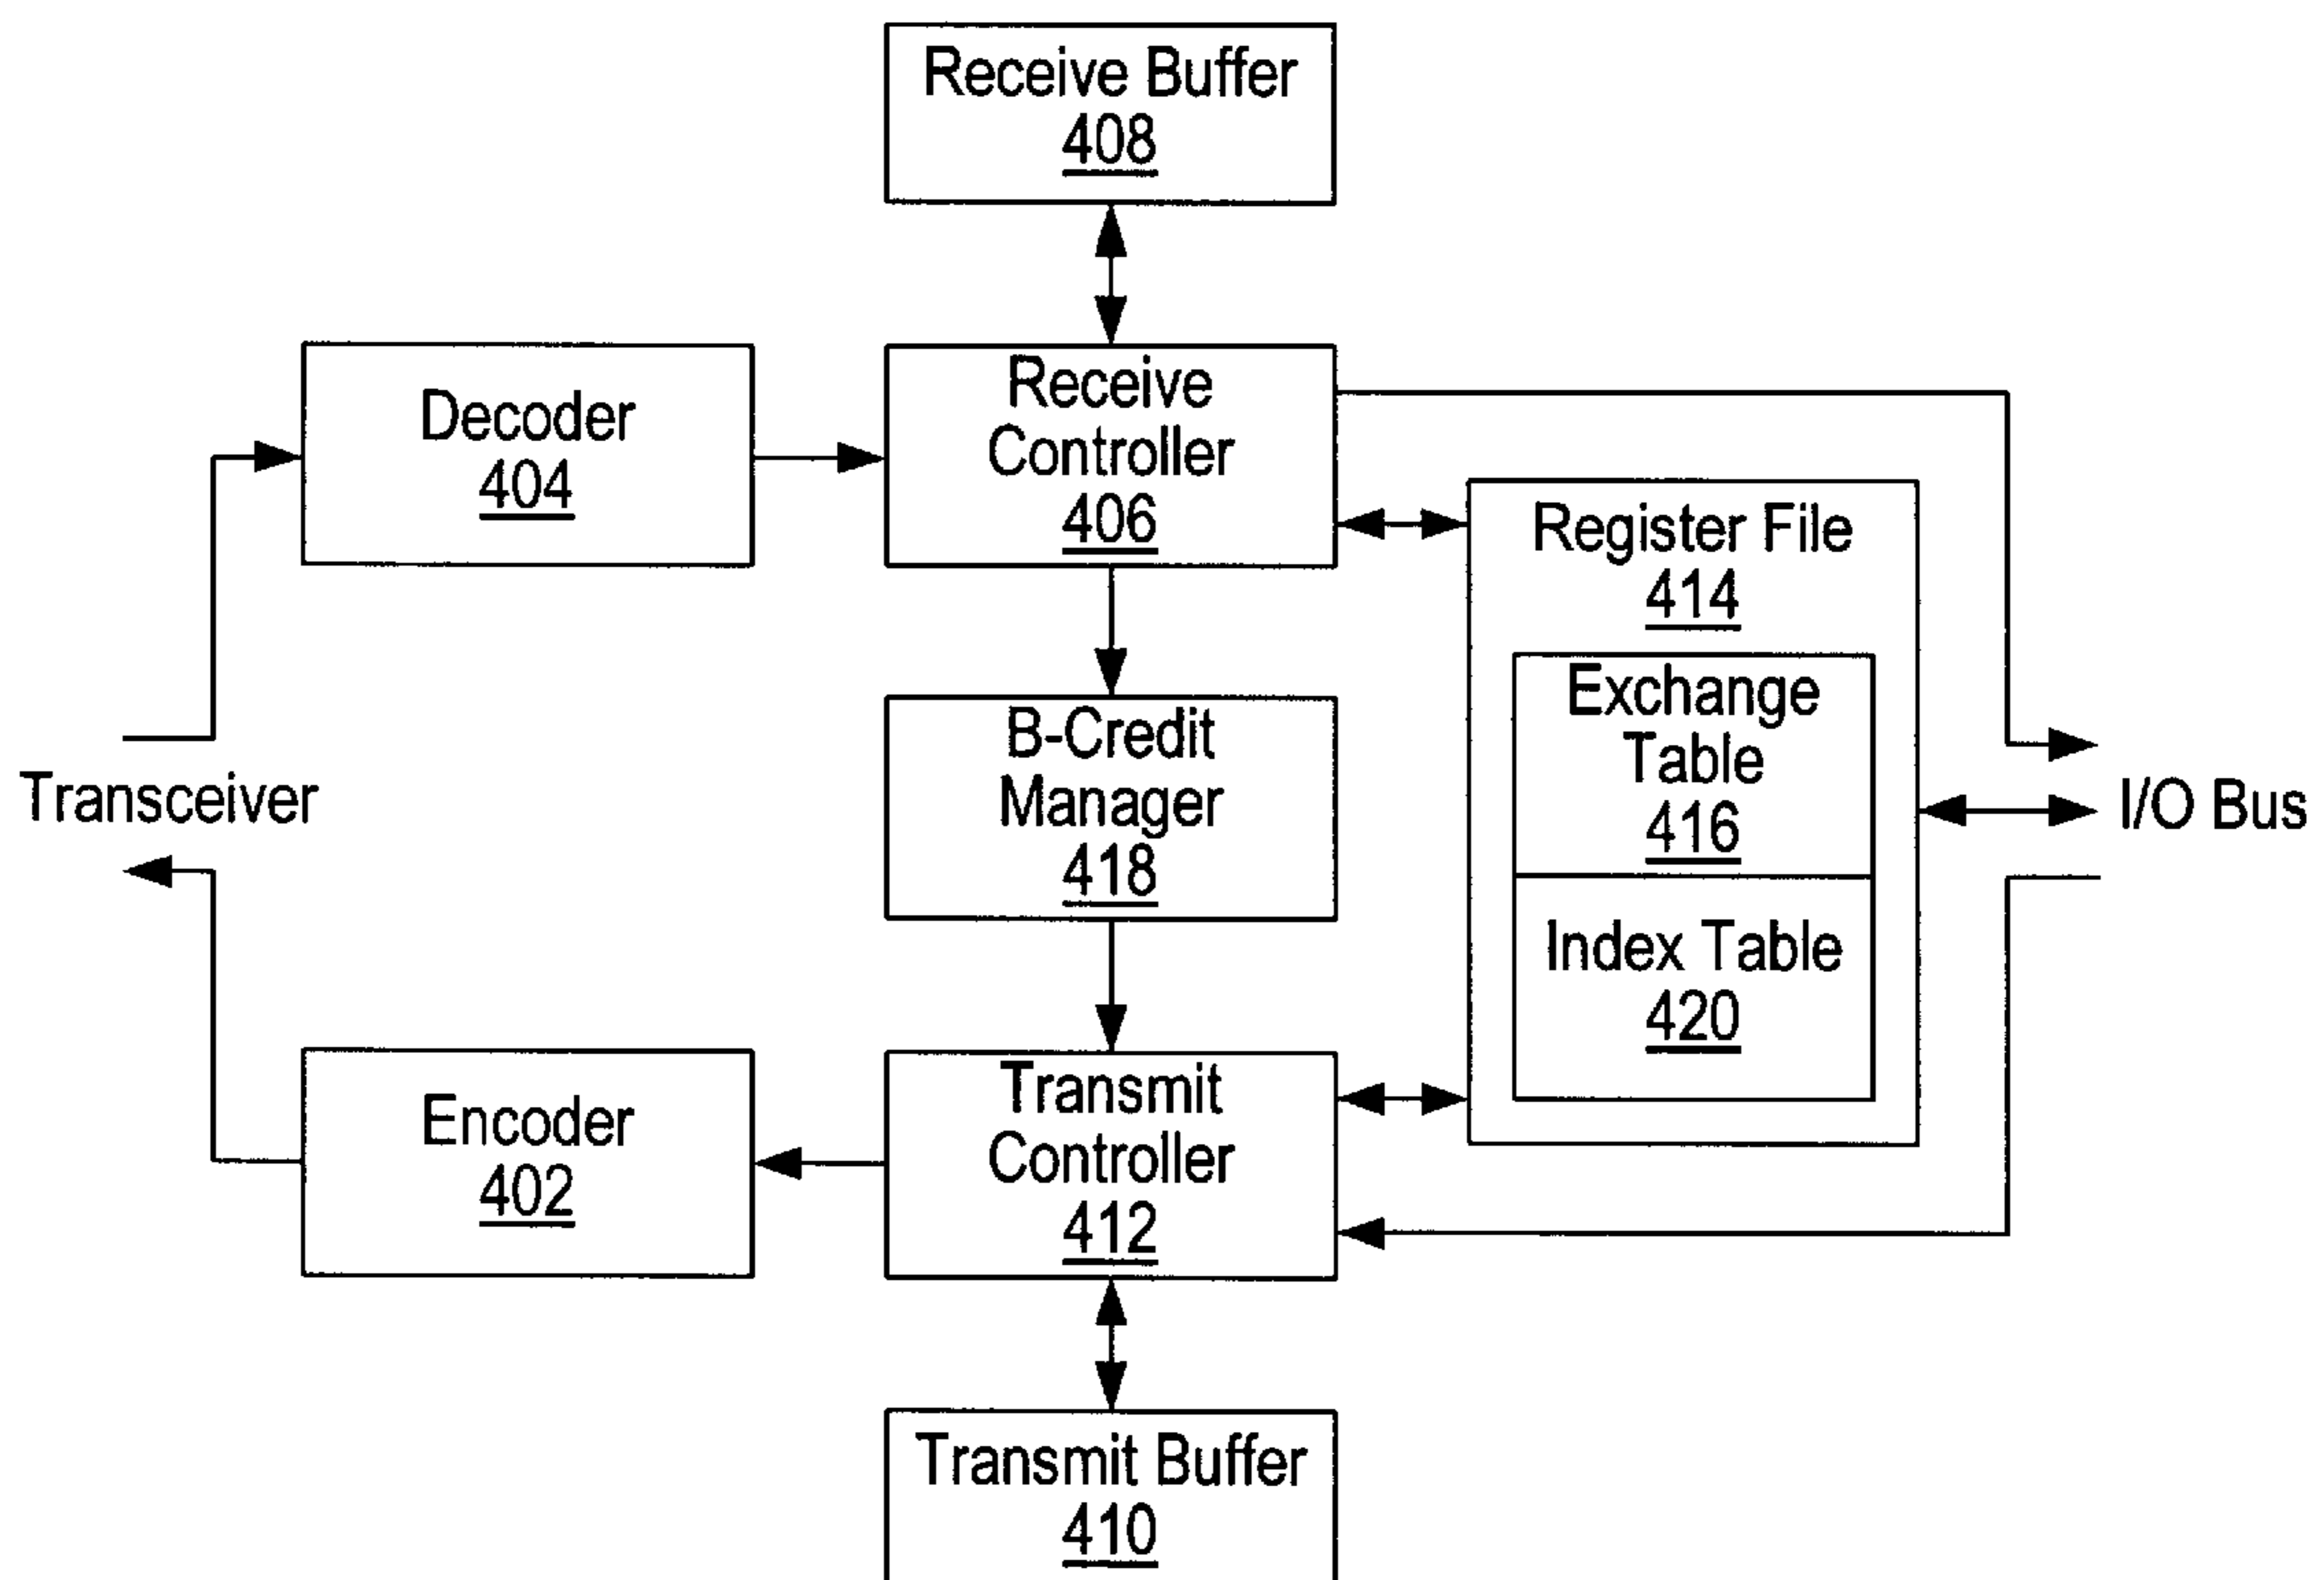 Receive Buffer
408
Decoder
404
Receive
Controller
406
Register File
414
Exchange
Table
416
Index Table
420
B-Credit
Manager
418
Transceiver
I/O Bus
Encoder
402
Transmit
Controller
412
Transmit Buffer
410